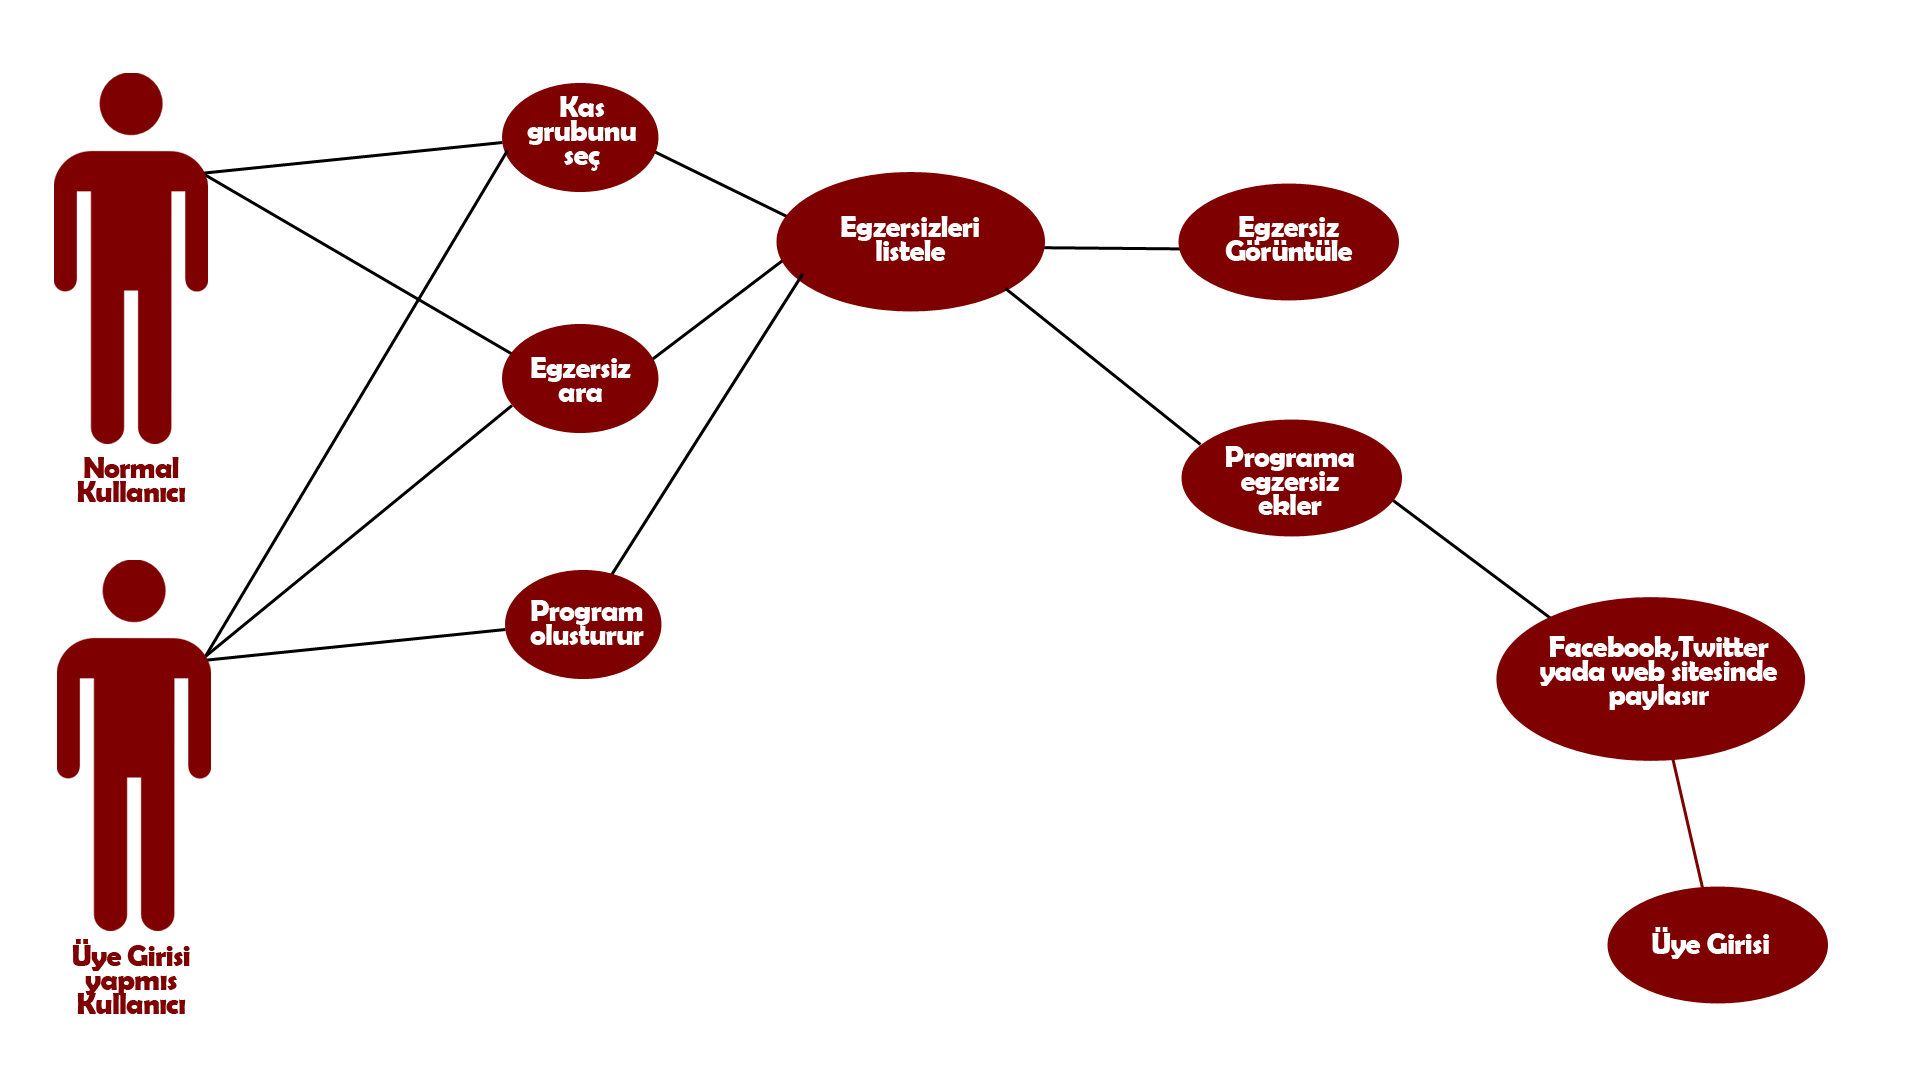 Kas
grubunu
seç
Egzersizleri
listele
Egzersiz
Görüntüle
Egzersiz
ara
Normal
Kullanıcı
Programa
egzersiz
ekler
Program
olusturur
Facebook,Twitter
yada web sitesinde
paylasır
Üye Girisi
yapmıs
Kullanıcı
Üye Girisi